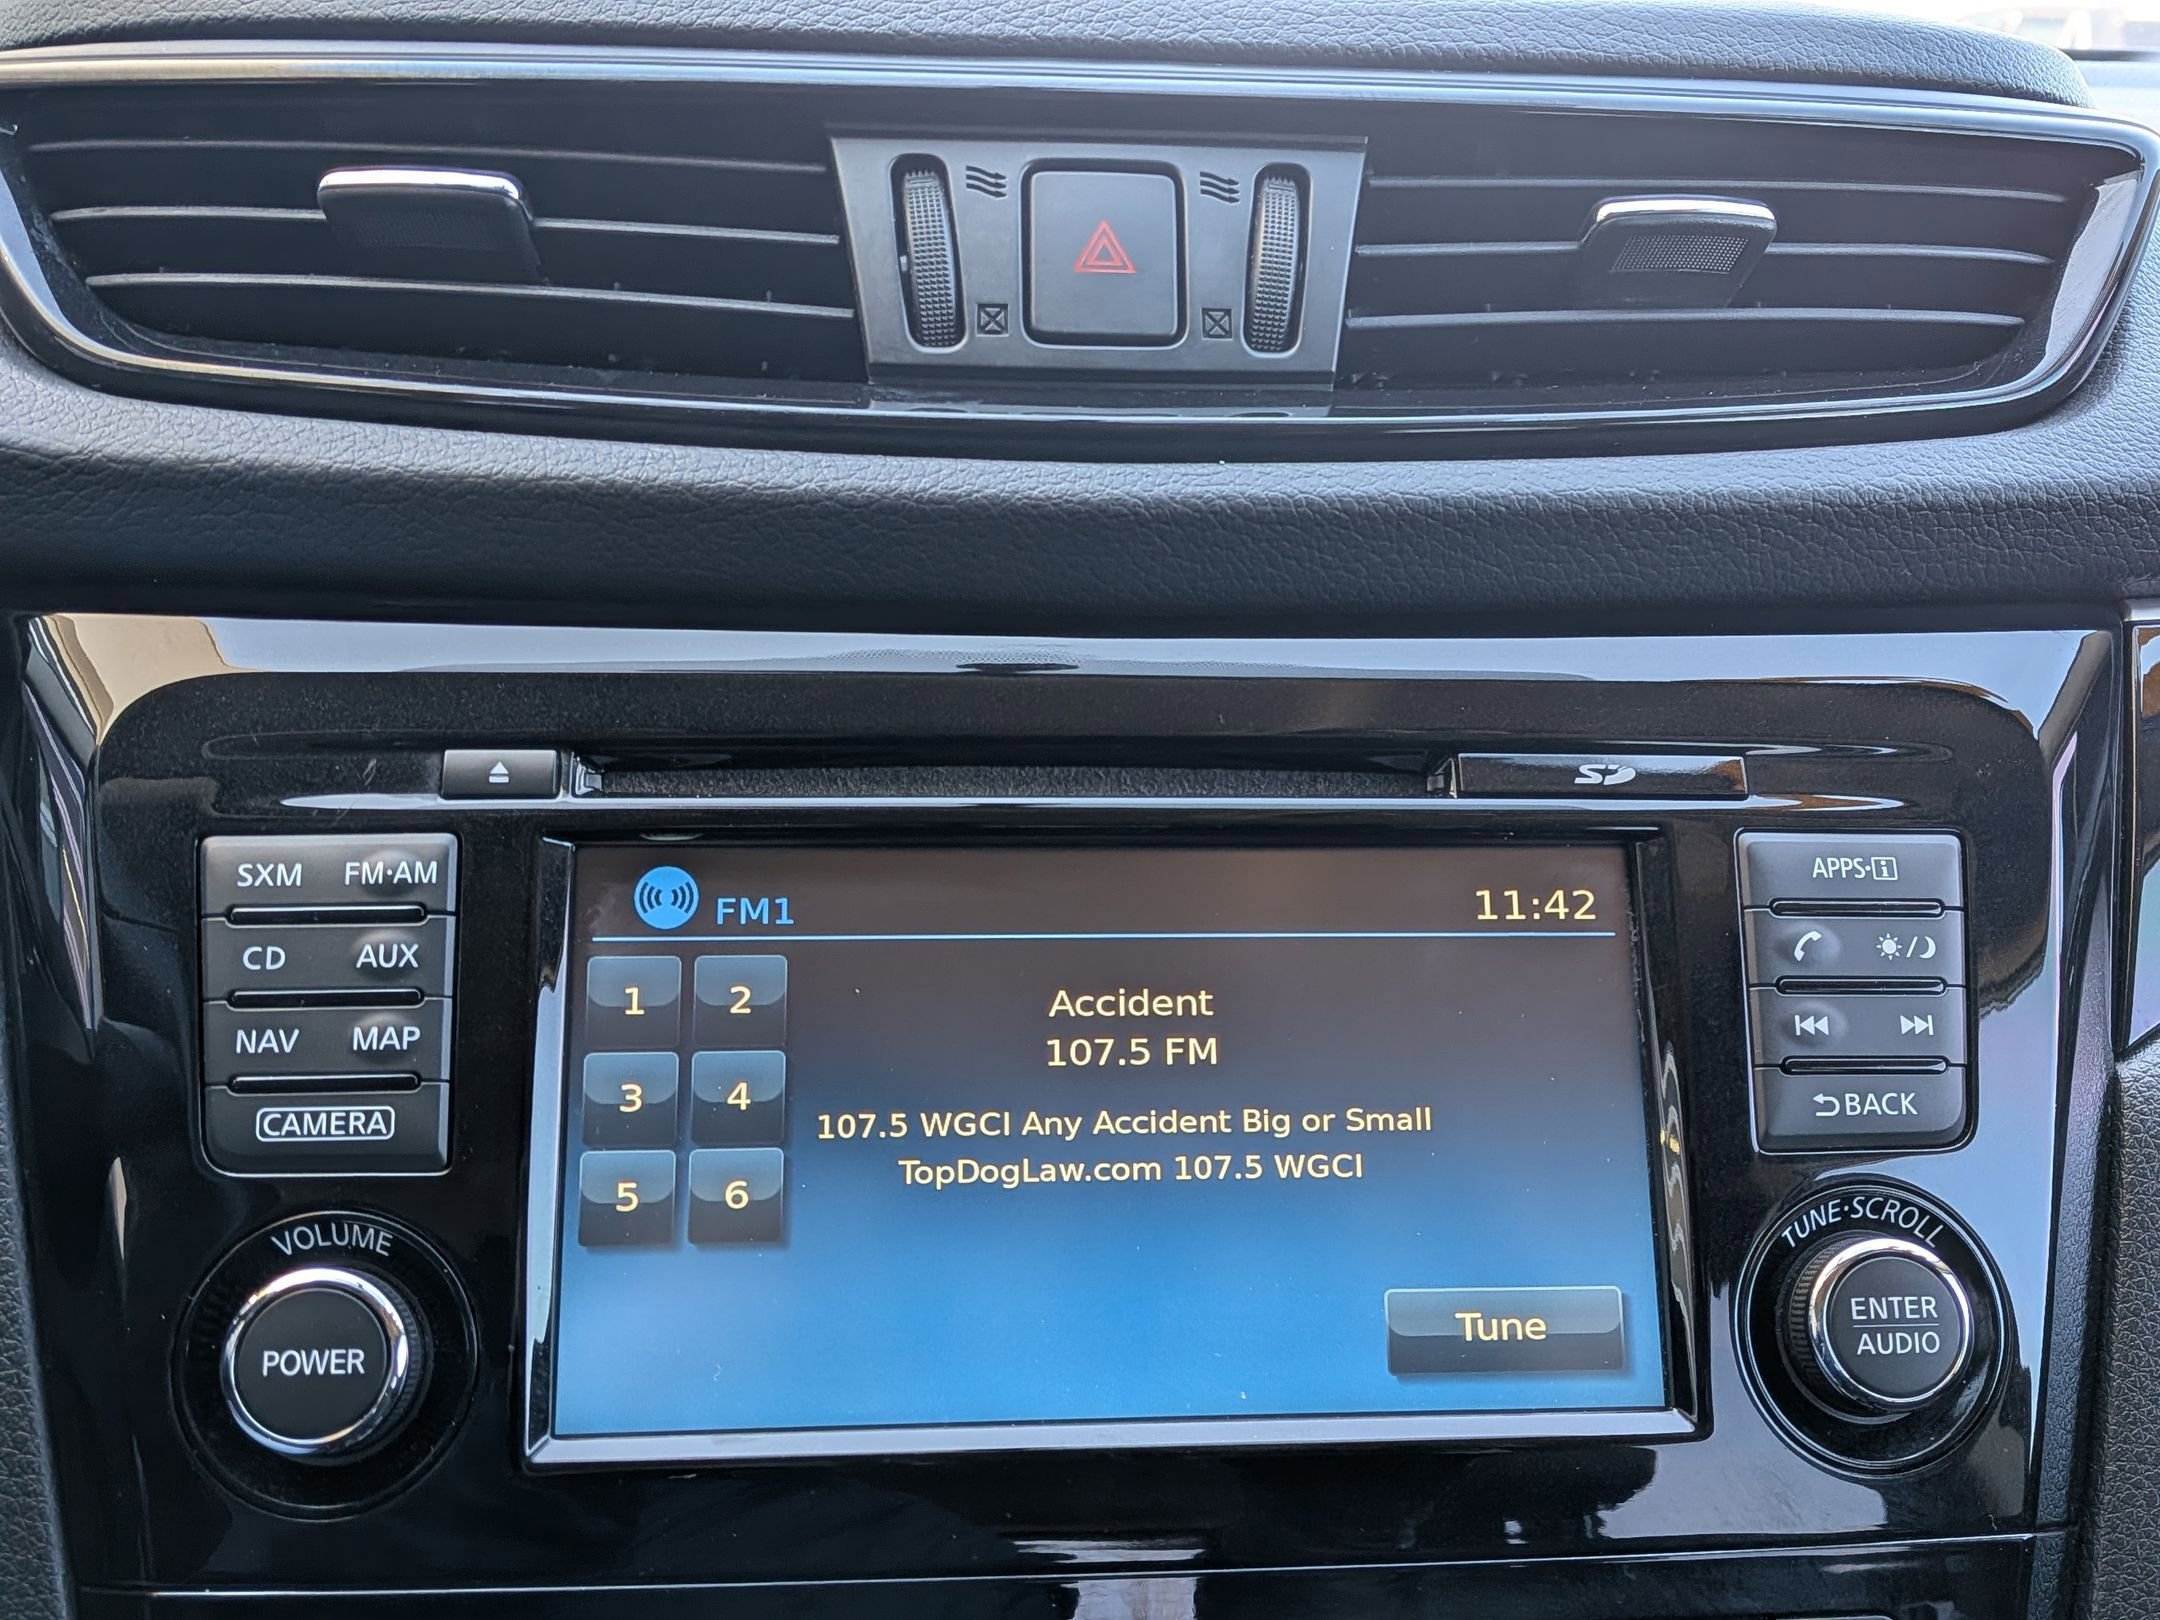 SD
SXM FM·AM
CD AUX
NAV MAP
CAMERA
VOLUME
POWER
FM1 11:42
1 2
3 4
5 6
Accident
107.5 FM
107.5 WGCI Any Accident Big or Small
TopDogLaw.com 107.5 WGCI
Tune
APPS·i
BACK
TUNE·SCROLL
ENTER
AUDIO